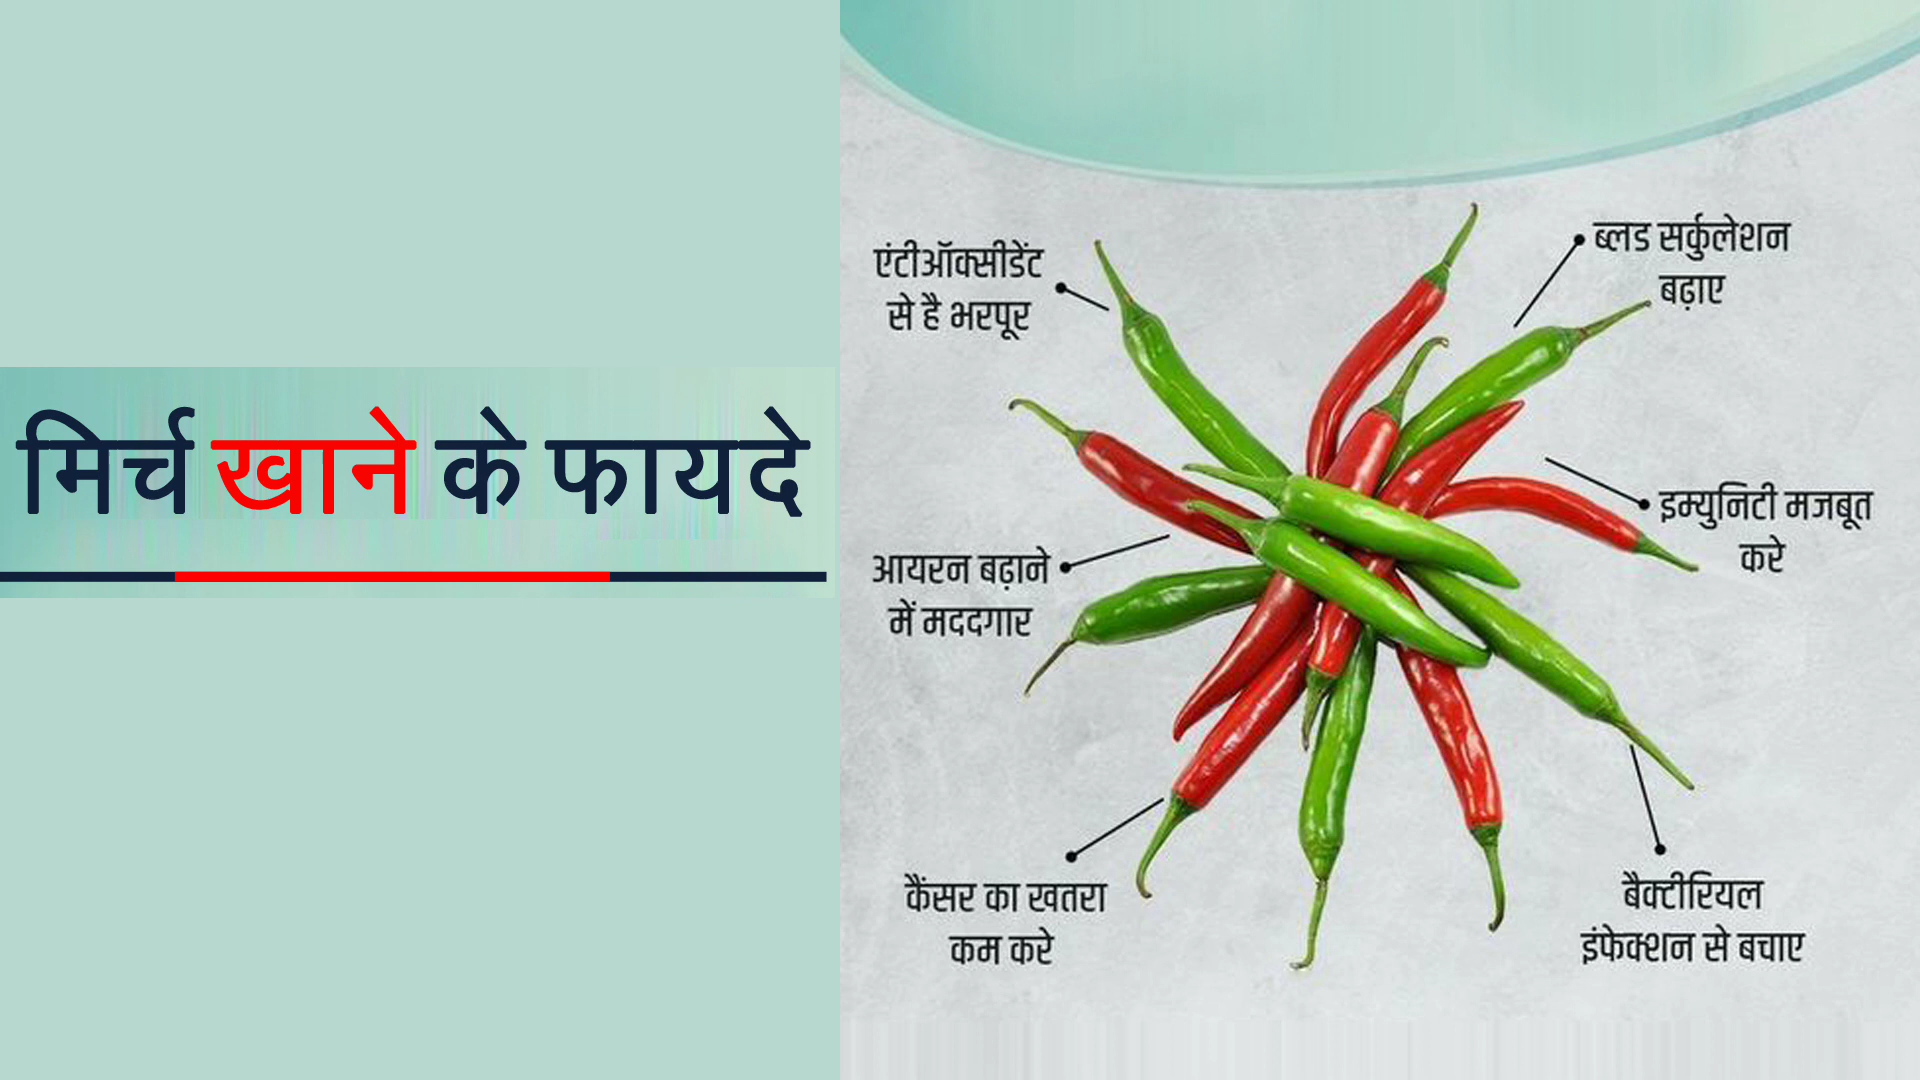 मिर्च खाने के फायदे
एंटीऑक्सीडेंट
से है भरपूर
ब्लड सर्कुलेशन
बढ़ाए
आयरन बढ़ाने
में मददगार
इम्युनिटी मजबूत
करे
कैंसर का खतरा
कम करे
बैक्टीरियल
इंफेक्शन से बचाए